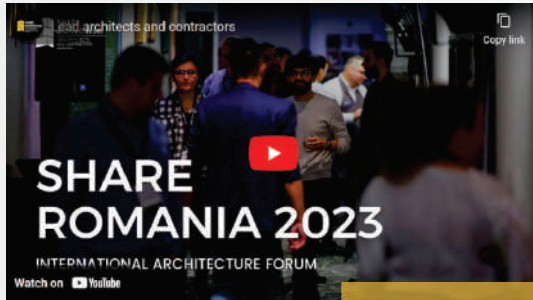 Lead architects and contractors
Copy link
SHARE
ROMANIA 2023
INTERNATIONAL ARCHITECTURE FORUM
Watch on YouTube